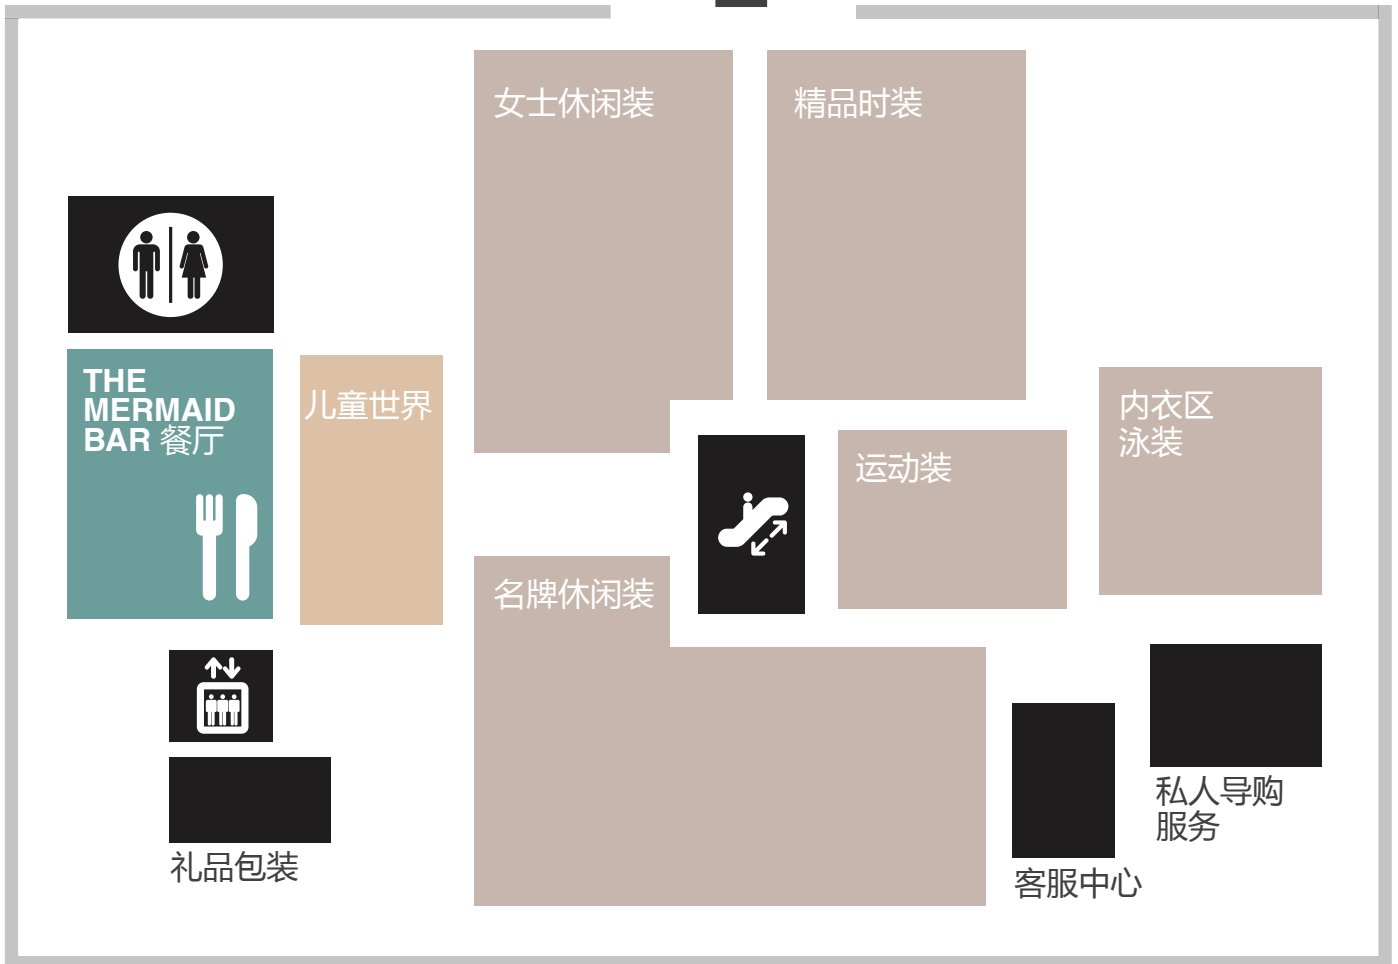 女士休闲装
精品时装
THE
MERMAID
BAR 餐厅
儿童世界
内衣区
泳装
运动装
名牌休闲装
私人导购
服务
礼品包装
客服中心